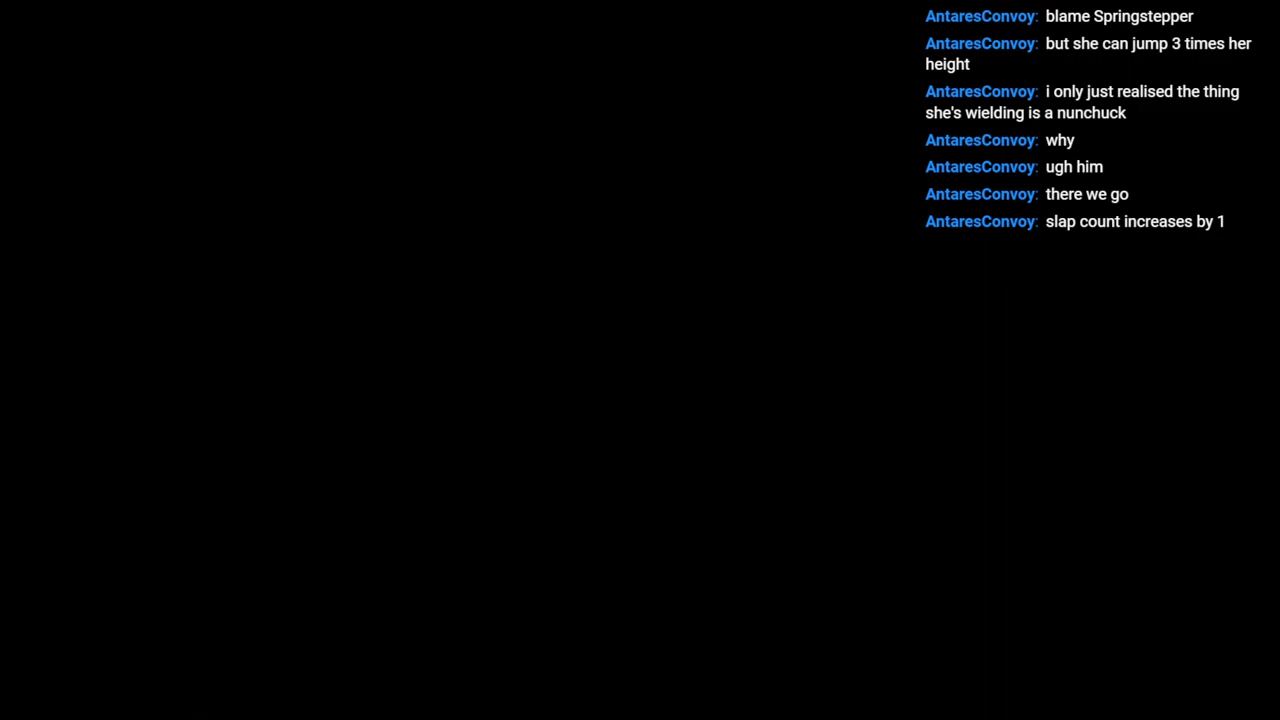 AntaresConvoy: blame Springstepper
AntaresConvoy: but she can jump 3 times her
height
AntaresConvoy: i only just realised the thing
she's wielding is a nunchuck
AntaresConvoy: why
AntaresConvoy: ugh him
AntaresConvoy: there we go
AntaresConvoy: slap count increases by 1